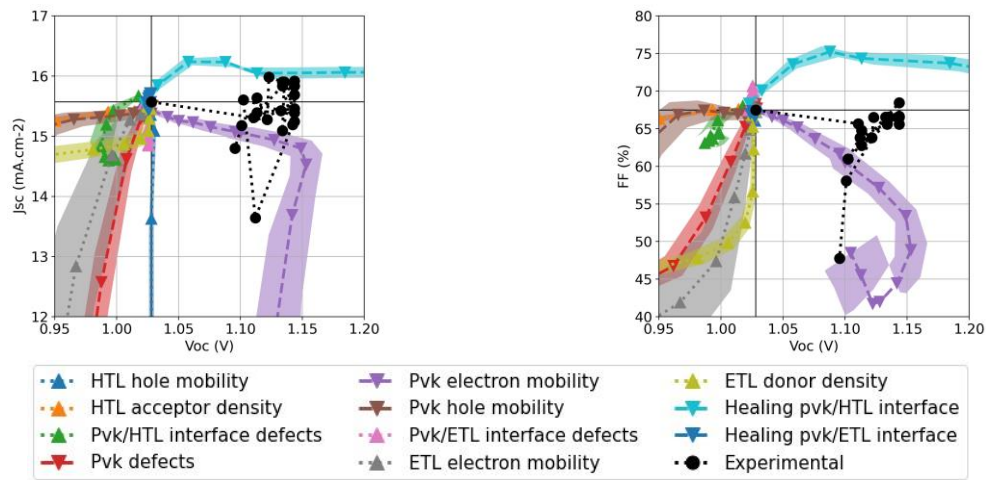 17
16
15
14
13
12
Jsc (mA.cm-2)
0.95 1.00 1.05 1.10 1.15 1.20
Voc (V)
80
75
70
65
60
55
50
45
40
FF (%)
0.95 1.00 1.05 1.10 1.15 1.20
Voc (V)
HTL hole mobility
HTL acceptor density
Pvk/HTL interface defects
Pvk defects
Pvk electron mobility
Pvk hole mobility
Pvk/ETL interface defects
ETL electron mobility
ETL donor density
Healing pvk/HTL interface
Healing pvk/ETL interface
Experimental